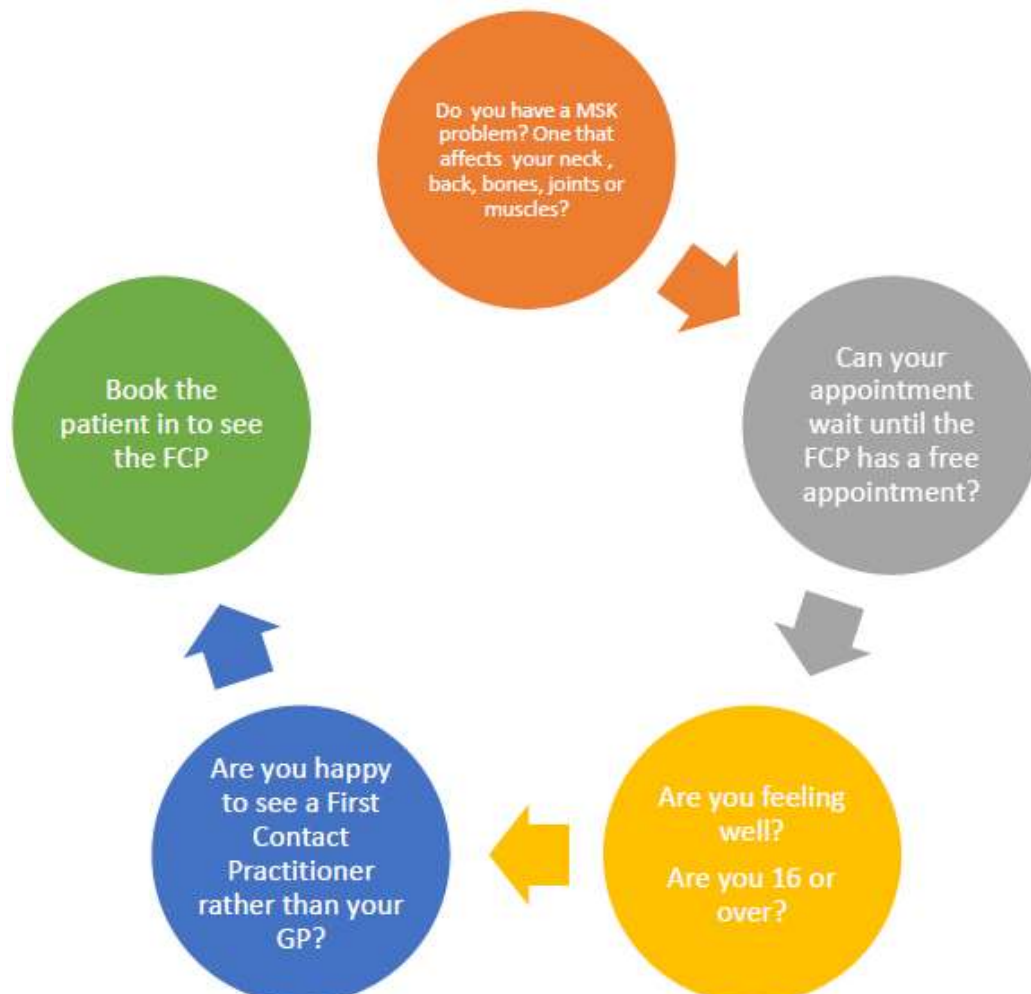 Do you have a MSK
problem? One that
affects your neck ,
back, bones, joints or
muscles?
Can your
appointment
wait until the
FCP has a free
appointment?
Are you feeling
well?
Are you 16 or
over?
Are you happy
to see a First
Contact
Practitioner
rather than your
GP?
Book the
patient in to see
the FCP